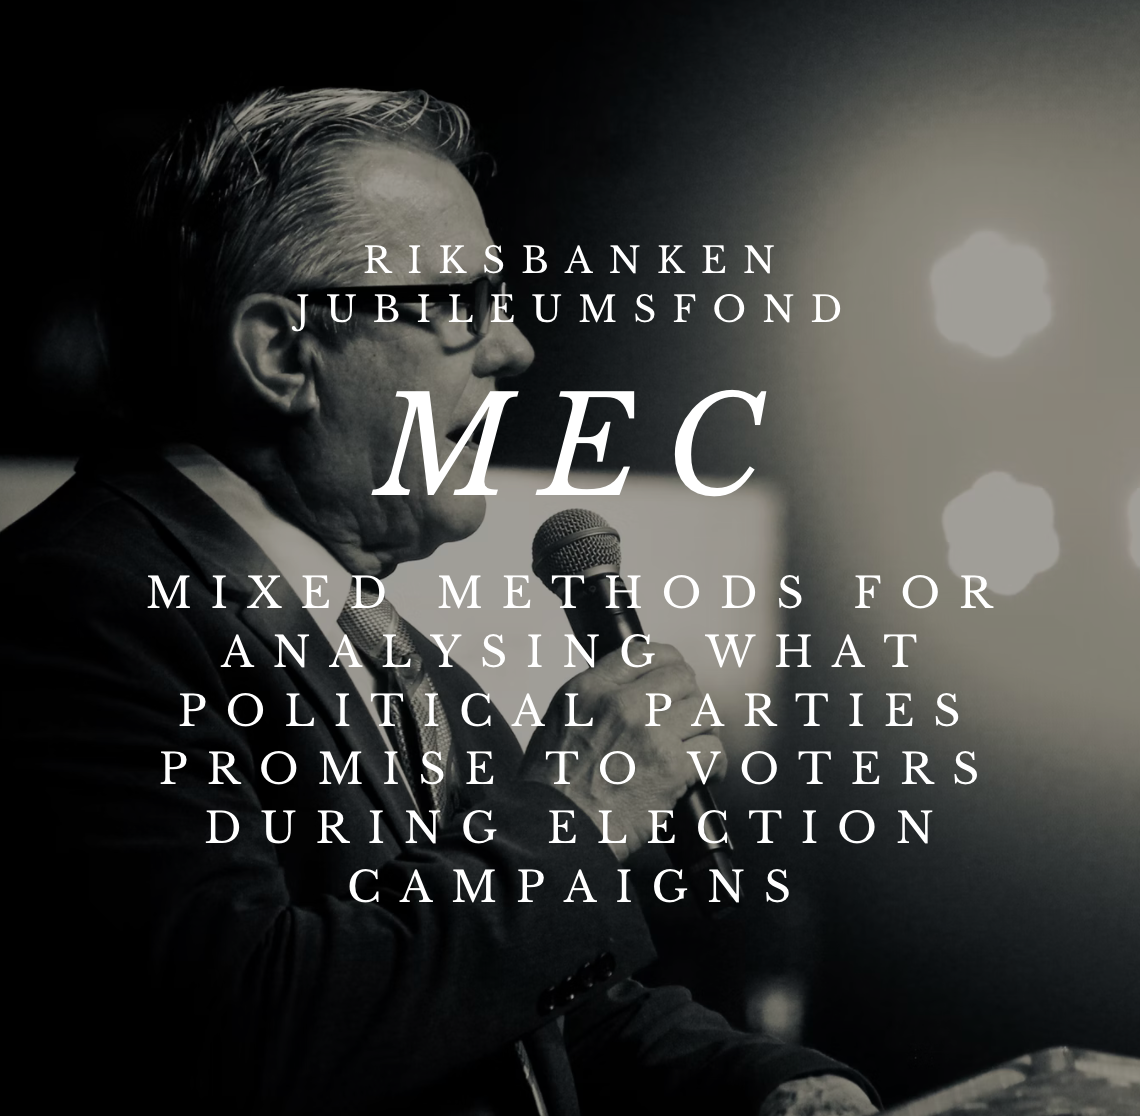 RIKSBANKEN
JUBILEUMSFOND
MEC
MIXED METHODS FOR
ANALYSING WHAT
POLITICAL PARTIES
PROMISE TO VOTERS
DURING ELECTION
CAMPAIGNS